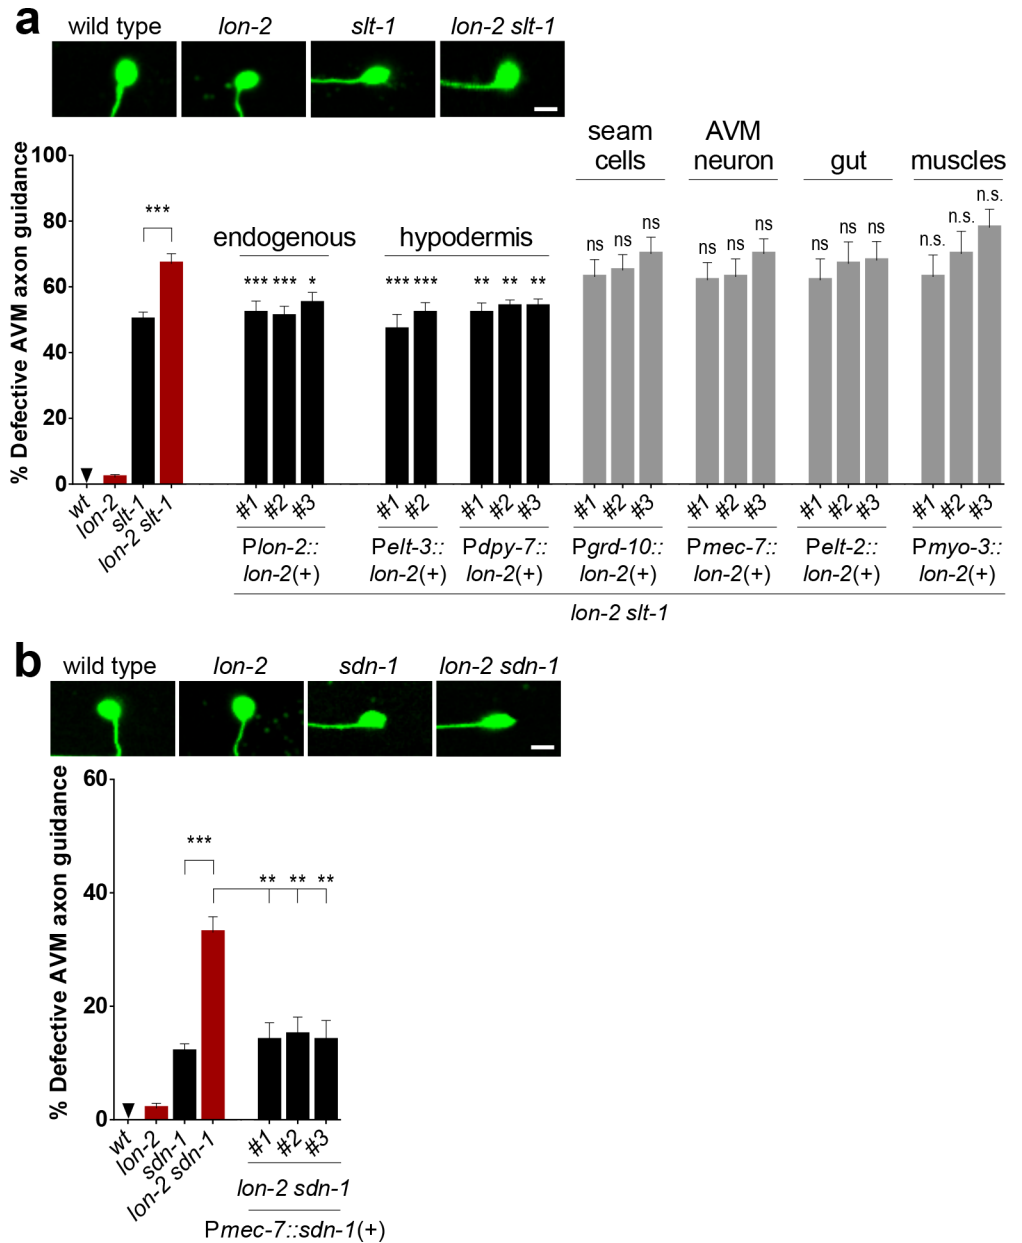 a
wild type lon-2 slt-1 lon-2 slt-1
% Defective AVM axon guidance
100
80
60
40
20
0
***
endogenous
*** *** *
hypodermis
*** *** ** ** **
seam
cells
ns ns ns
AVM
neuron
ns ns ns
gut
ns ns ns
muscles
n.s. n.s. n.s.
wt lon-2 slt-1 lon-2 slt-1
#1 #2 #3 #1 #2 #1 #2 #3 #1 #2 #3 #1 #2 #3 #1 #2 #3 #1 #2 #3
Plon-2:: Pelt-3:: Pdpy-7:: Pgrd-10:: Pmec-7:: Pelt-2:: Pmyo-3::
lon-2(+) lon-2(+) lon-2(+) lon-2(+) lon-2(+) lon-2(+) lon-2(+)
lon-2 slt-1
b
wild type lon-2 sdn-1 lon-2 sdn-1
% Defective AVM axon guidance
60
40
20
0
***
** ** **
wt lon-2 sdn-1 lon-2 sdn-1
#1 #2 #3
lon-2 sdn-1
Pmec-7::sdn-1(+)